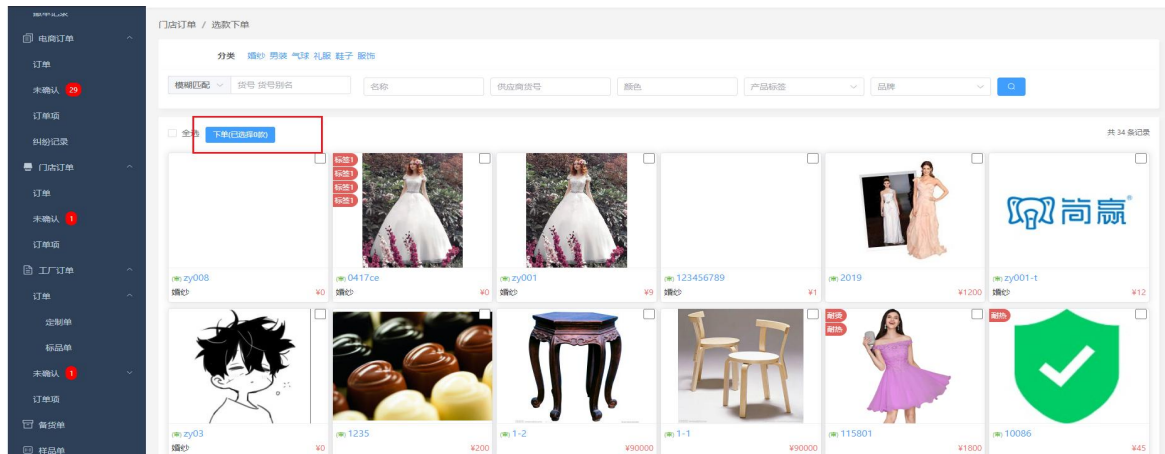 门店订单 / 选款下单
电商订单
订单
未确认 29
订单项
纠纷记录
门店订单
订单
未确认 1
订单项
工厂订单
订单
定制单
标品单
未确认 1
订单项
备货单
样品单
分类 婚纱 男装 气球 礼服 鞋子 服饰
模糊匹配 货号 货号别名 名称 供应商货号 颜色 产品标签 品牌
全选 下单(已选择0款) 共 34 条记录
标签1
标签1
标签1
标签1
简赢
zy008 0417ce zy001 123456789 2019 zy001-t
婚纱 ¥0 婚纱 ¥0 婚纱 ¥9 婚纱 ¥1 ¥1200 婚纱 ¥12
耐烫 耐热
耐热
zy03 1235 1-2 1-1 115801 10086
婚纱 ¥0 ¥200 ¥90000 ¥90000 ¥1800 ¥45